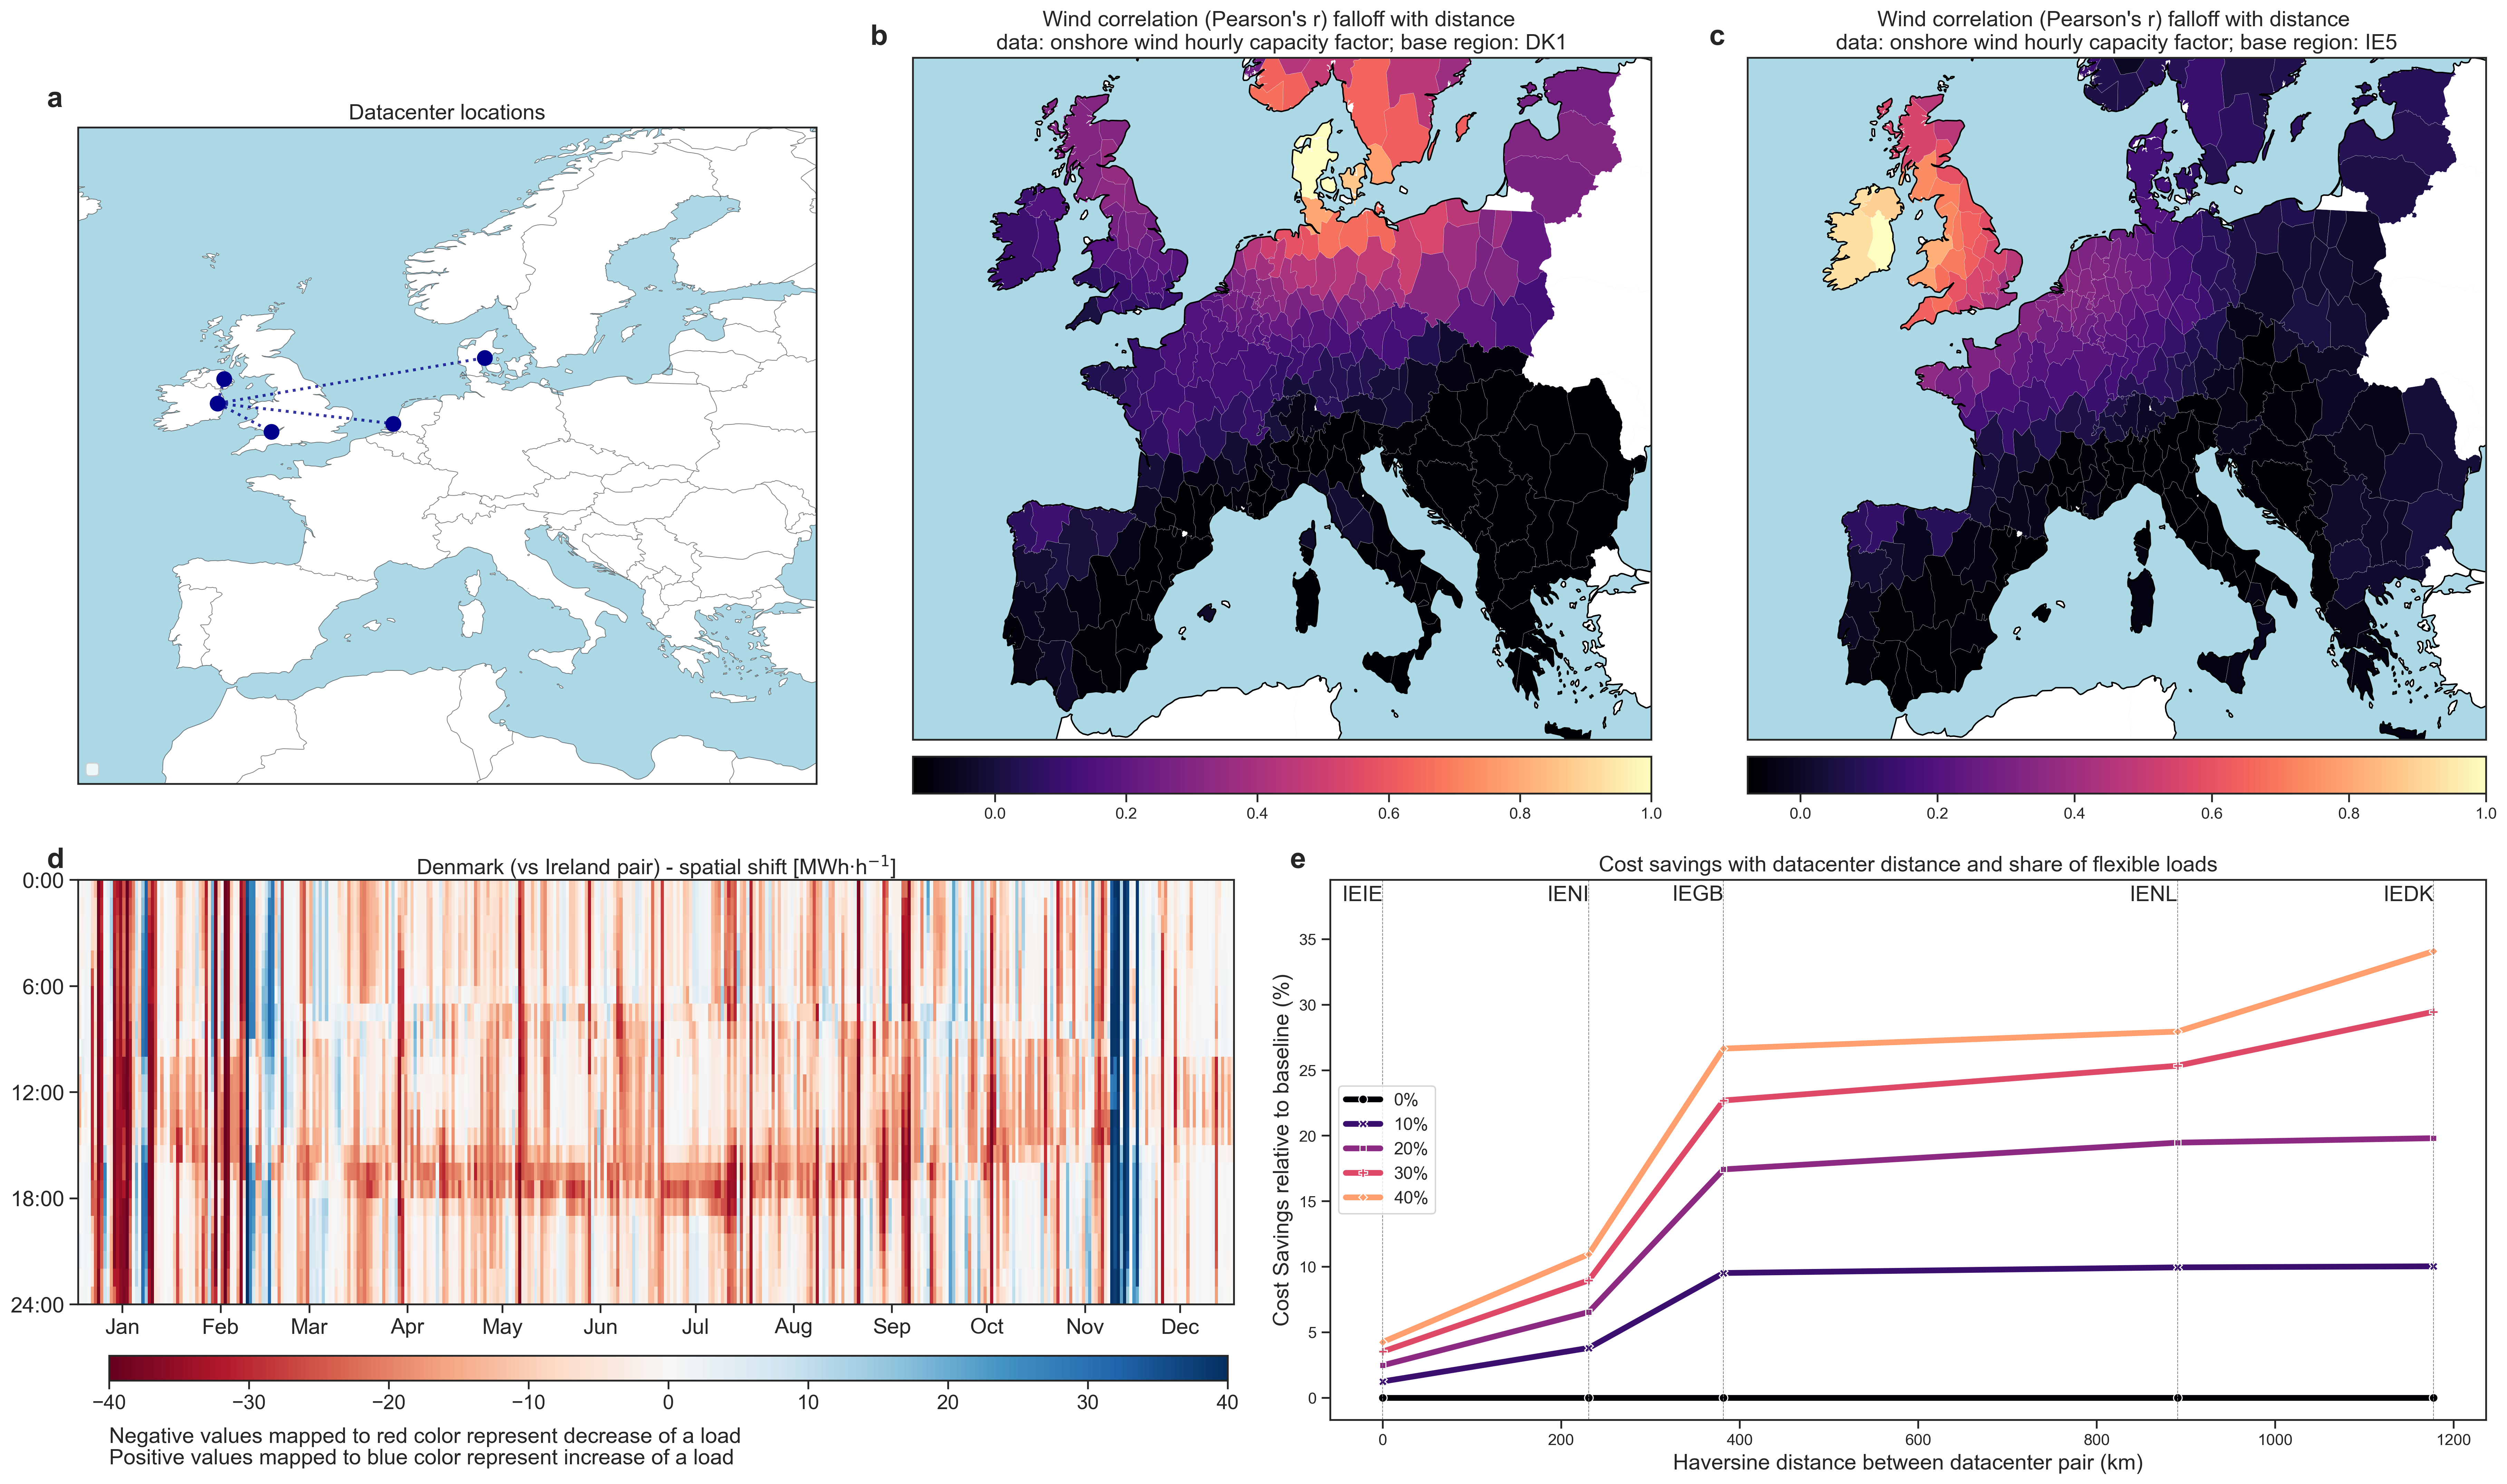 a
Datacenter locations
b
Wind correlation (Pearson's r) falloff with distance
data: onshore wind hourly capacity factor; base region: DK1
0.0 0.2 0.4 0.6 0.8 1.0
c
Wind correlation (Pearson's r) falloff with distance
data: onshore wind hourly capacity factor; base region: IE5
0.0 0.2 0.4 0.6 0.8 1.0
d
Denmark (vs Ireland pair) - spatial shift [MWh·h⁻¹]
0:00
6:00
12:00
18:00
24:00
Jan Feb Mar Apr May Jun Jul Aug Sep Oct Nov Dec
−40 −30 −20 −10 0 10 20 30 40
Negative values mapped to red color represent decrease of a load
Positive values mapped to blue color represent increase of a load
e
Cost savings with datacenter distance and share of flexible loads
IEIE IENI IEGB IENL IEDK
Cost Savings relative to baseline (%)
35
30
25
20
15
10
5
0
0%
10%
20%
30%
40%
0 200 400 600 800 1000 1200
Haversine distance between datacenter pair (km)